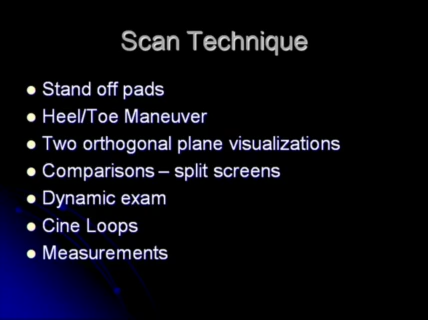 Scan Technique
Stand off pads
Heel/Toe Maneuver
Two orthogonal plane visualizations
Comparisons – split screens
Dynamic exam
Cine Loops
Measurements